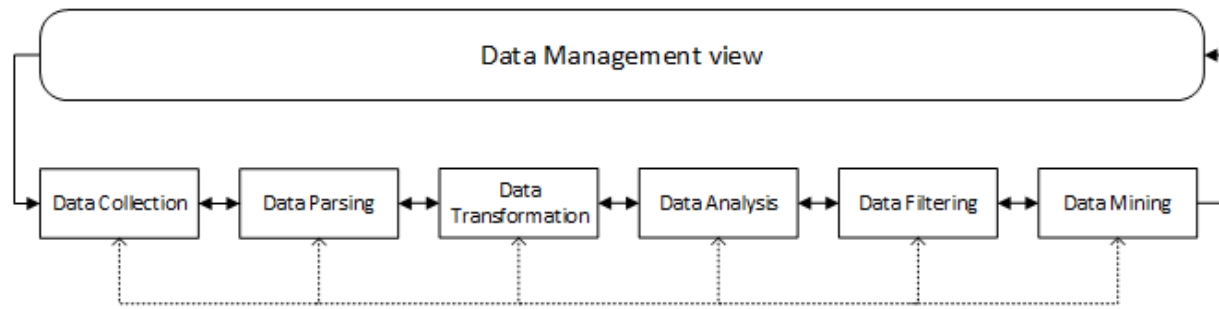 Data Management view
Data Collection
Data Parsing
Data
Transformation
Data Analysis
Data Filtering
Data Mining